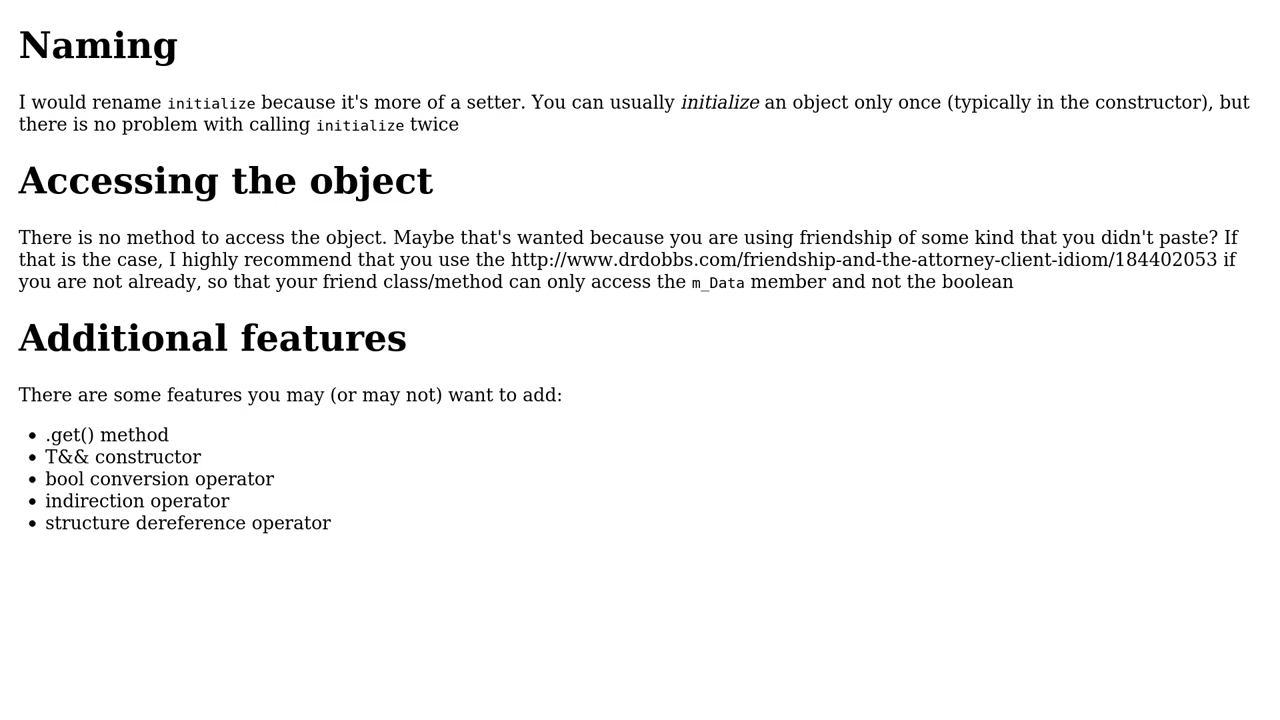 Naming
I would rename initialize because it's more of a setter. You can usually initialize an object only once (typically in the constructor), but
there is no problem with calling initialize twice
Accessing the object
There is no method to access the object. Maybe that's wanted because you are using friendship of some kind that you didn't paste? If
that is the case, I highly recommend that you use the http://www.drdobbs.com/friendship-and-the-attorney-client-idiom/184402053 if
you are not already, so that your friend class/method can only access the m_Data member and not the boolean
Additional features
There are some features you may (or may not) want to add:
• .get() method
• T&& constructor
• bool conversion operator
• indirection operator
• structure dereference operator